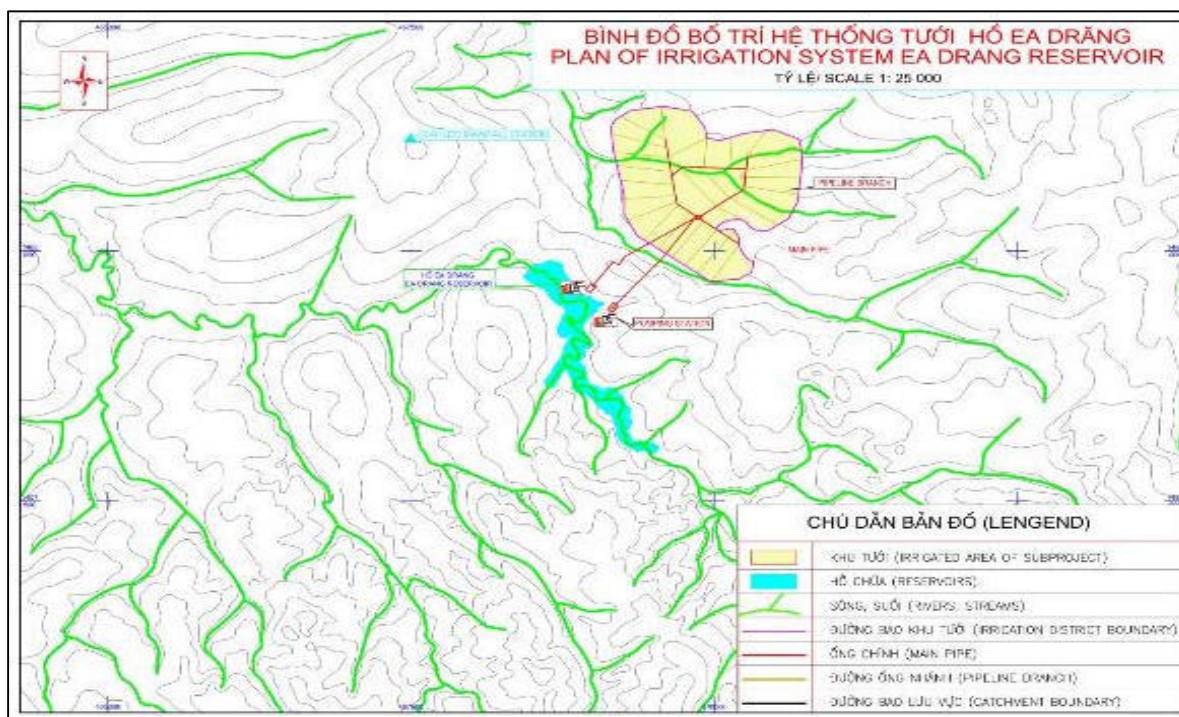 BÌNH ĐỒ BỐ TRÍ HỆ THỐNG TƯỚI HỒ EA DRĂNG
PLAN OF IRRIGATION SYSTEM EA DRANG RESERVOIR
TỶ LỆ/ SCALE 1: 25 000
PIPELINE BRANCH
MAIN PIPE
HỒ EA DRĂNG
EA DRANG RESERVOIR
PUMPING STATION
CHÚ DẪN BẢN ĐỒ (LENGEND)
KHU TƯỚI (IRRIGATED AREA OF SUBPROJECT)
HỒ CHỨA (RESERVOIRS)
SÔNG, SUỐI (RIVERS, STREAMS)
ĐƯỜNG BAO KHU TƯỚI (IRRICATION DISTRICT BOUNDARY)
ỐNG CHÍNH (MAIN PIPE)
ĐƯỜNG ỐNG NHÁNH (PIPELINE BRANCH)
ĐƯỜNG BAO LƯU VỰC (CATCHMENT BOUNDARY)